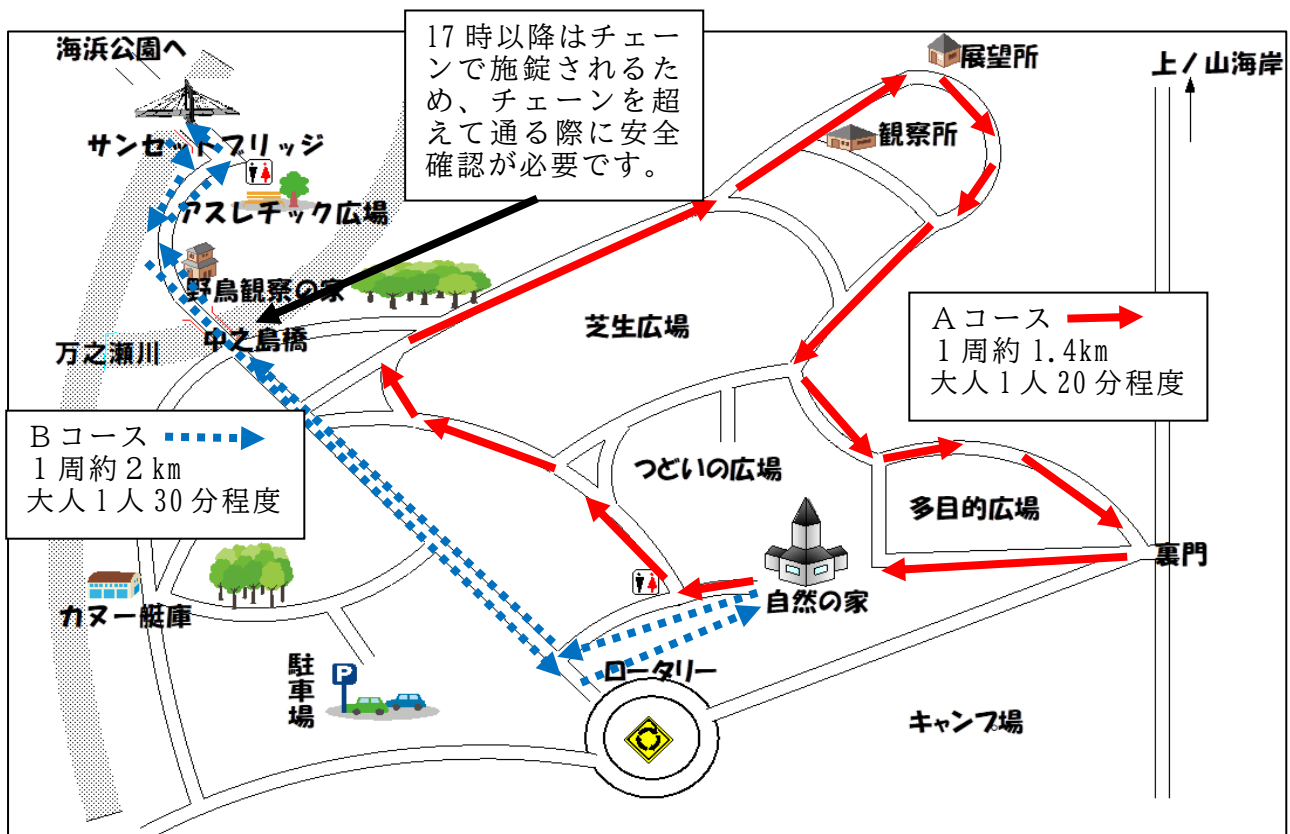 海浜公園へ
17時以降はチェー
ンで施錠されるた
め、チェーンを超
えて通る際に安全
確認が必要です。
展望所
上ノ山海岸
サンセットブリッジ
観察所
アスレチック広場
野鳥観察の家
中之島橋
万之瀬川
芝生広場
Aコース
1周約1.4km
大人1人20分程度
Bコース
1周約2km
大人1人30分程度
つどいの広場
多目的広場
裏門
カヌー艇庫
自然の家
駐車場
P
ロータリー
キャンプ場